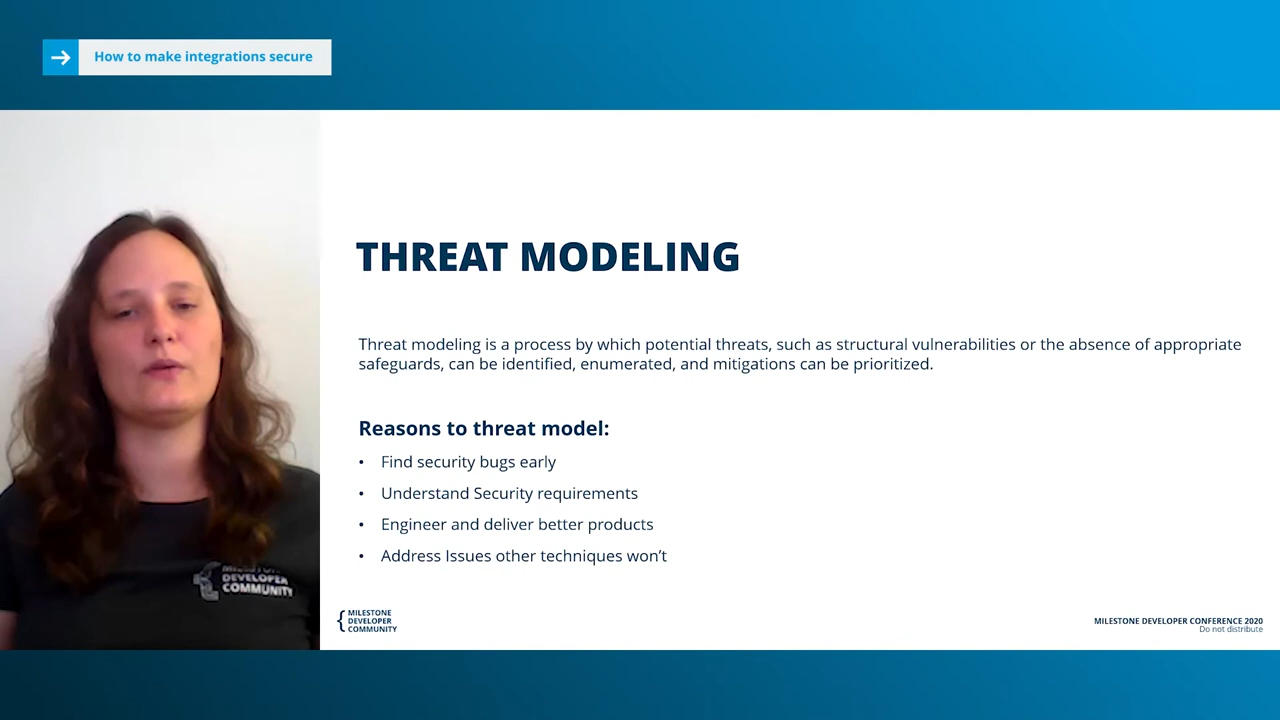 How to make integrations secure
THREAT MODELING
Threat modeling is a process by which potential threats, such as structural vulnerabilities or the absence of appropriate
safeguards, can be identified, enumerated, and mitigations can be prioritized.
Reasons to threat model:
• Find security bugs early
• Understand Security requirements
• Engineer and deliver better products
• Address Issues other techniques won't
MILESTONE
DEVELOPER
COMMUNITY
MILESTONE
DEVELOPER
COMMUNITY
MILESTONE DEVELOPER CONFERENCE 2020
Do not distribute